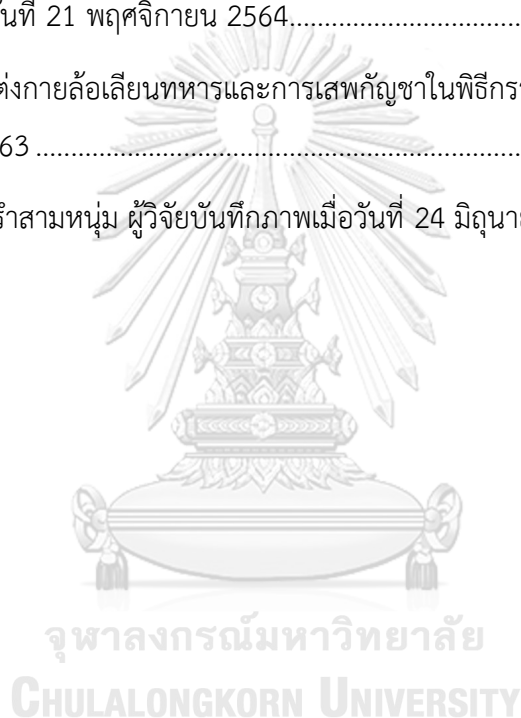 นที่ 21 พฤศจิกายน 2564..............................
ต่งกายล้อเลียนทหารและการเสพกัญชาในพิธีกรร
63 ..............................................................
รำสามหนุ่ม ผู้วิจัยบันทึกภาพเมื่อวันที่ 24 มิถุนา
จุฬาลงกรณ์มหาวิทยาลัย
CHULALONGKORN UNIVERSITY